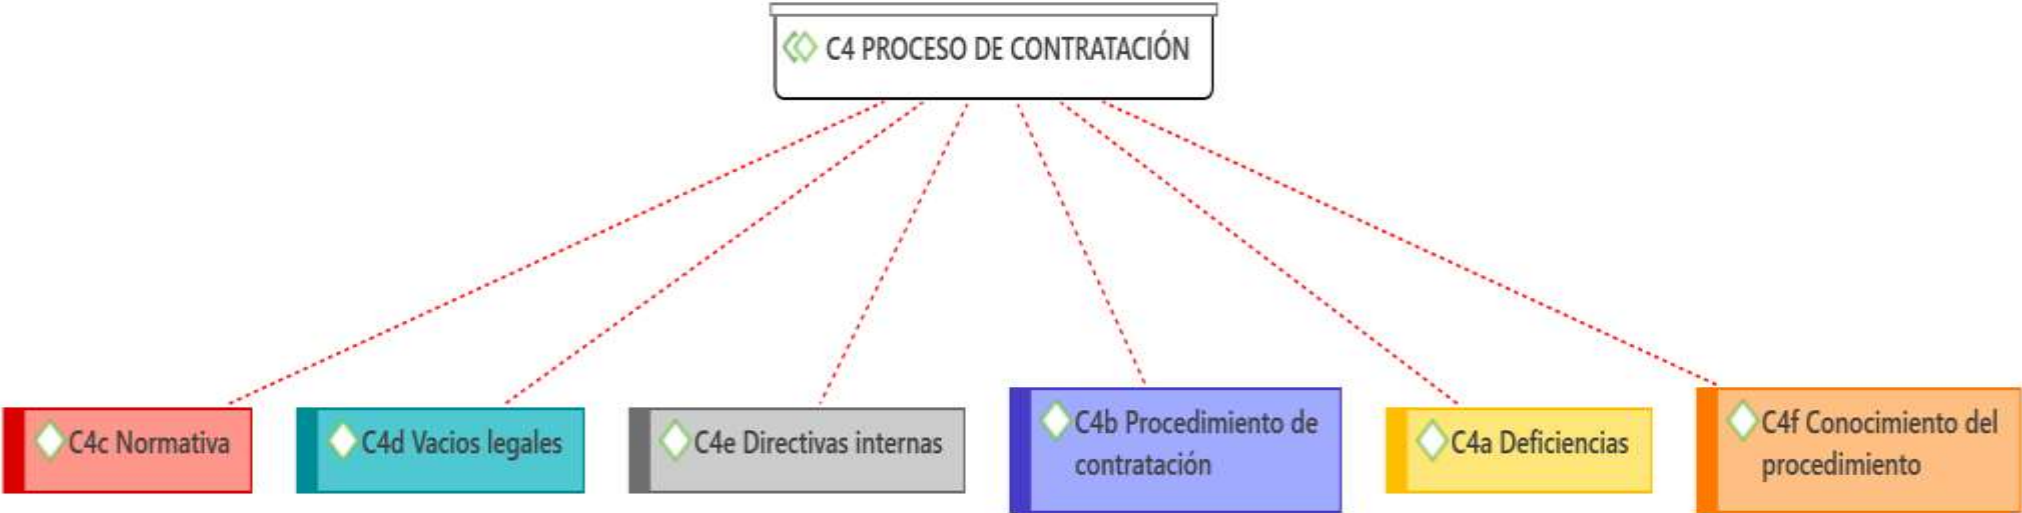 C4 PROCESO DE CONTRATACIÓN
C4c Normativa
C4d Vacios legales
C4e Directivas internas
C4b Procedimiento de
contratación
C4a Deficiencias
C4f Conocimiento del
procedimiento